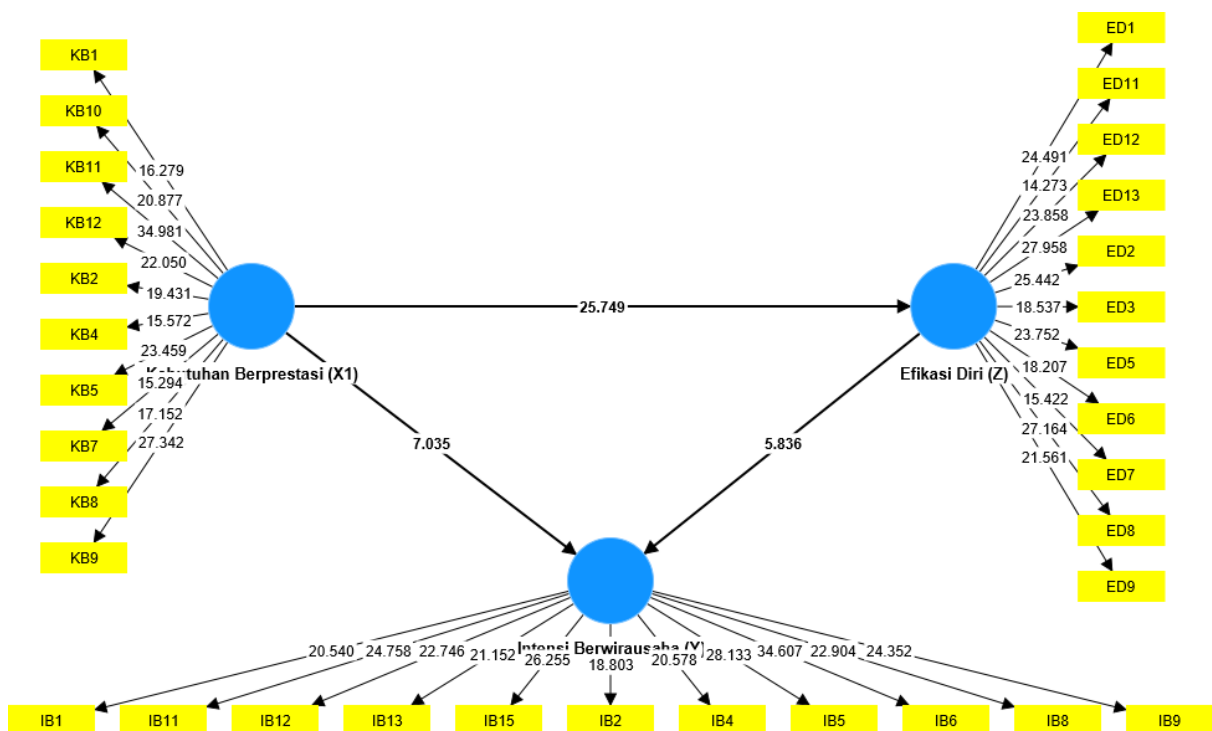 KB1
KB10
KB11
KB12
KB2
KB4
KB5
KB7
KB8
KB9
16.279
20.877
34.981
22.050
19.431
15.572
23.459
15.294
17.152
27.342
Kebutuhan Berprestasi (X1)
25.749
7.035
5.836
Efikasi Diri (Z)
24.491
14.273
23.858
27.958
25.442
18.537
23.752
18.207
15.422
27.164
21.561
ED1
ED11
ED12
ED13
ED2
ED3
ED5
ED6
ED7
ED8
ED9
Intensi Berwirausaha (Y)
20.540
24.758
22.746
21.152
26.255
18.803
20.578
28.133
34.607
22.904
24.352
IB1
IB11
IB12
IB13
IB15
IB2
IB4
IB5
IB6
IB8
IB9